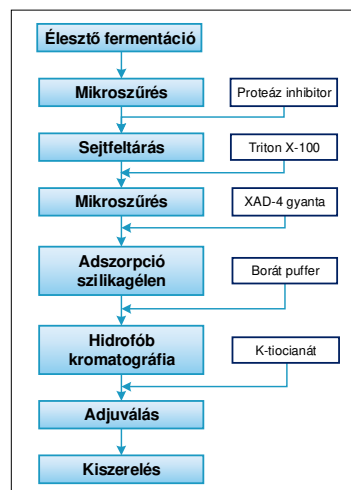 Élesztő fermentáció
Mikroszűrés
Proteáz inhibitor
Sejtfeltárás
Triton X-100
Mikroszűrés
XAD-4 gyanta
Adszorpció
szilikagélen
Borát puffer
Hidrofób
kromatográfia
K-tiocianát
Adjuválás
Kiszerelés